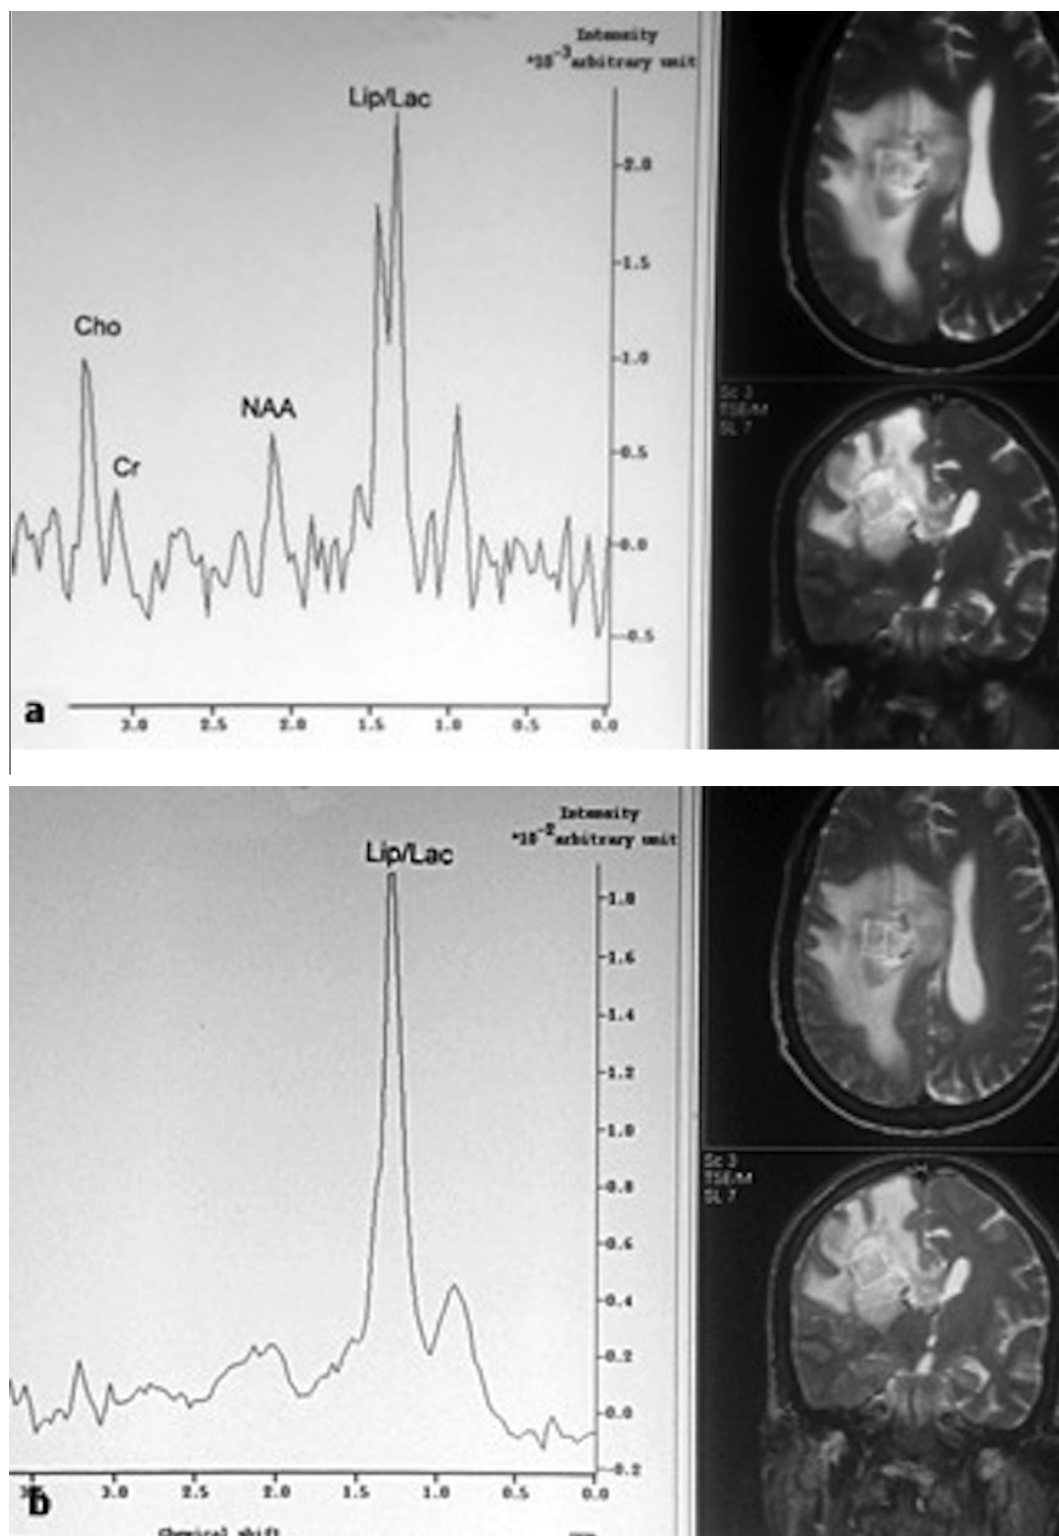 Intensity
*10-3 arbitrary unit
Lip/Lac
2.0
1.5
Cho
1.0
NAA
0.5
Cr
0.0
-0.5
a
3.0 2.5 2.0 1.5 1.0 0.5 0.0
Sc 3
TSE/M
SL 7
Intensity
*10-2 arbitrary unit
Lip/Lac
1.8
1.6
1.4
1.2
1.0
0.8
0.6
0.4
0.2
0.0
-0.2
b
3.0 2.5 2.0 1.5 1.0 0.5 0.0
Chemical shift
Sc 3
TSE/M
SL 7